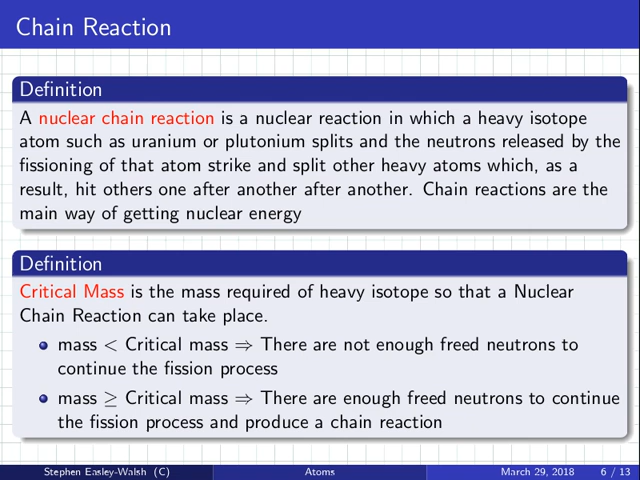 Chain Reaction
Definition
A nuclear chain reaction is a nuclear reaction in which a heavy isotope
atom such as uranium or plutonium splits and the neutrons released by the
fissioning of that atom strike and split other heavy atoms which, as a
result, hit others one after another after another. Chain reactions are the
main way of getting nuclear energy
Definition
Critical Mass is the mass required of heavy isotope so that a Nuclear
Chain Reaction can take place.
mass < Critical mass ⇒ There are not enough freed neutrons to
continue the fission process
mass ≥ Critical mass ⇒ There are enough freed neutrons to continue
the fission process and produce a chain reaction
Stephen Easley-Walsh (C) Atoms March 29, 2018 6 / 13